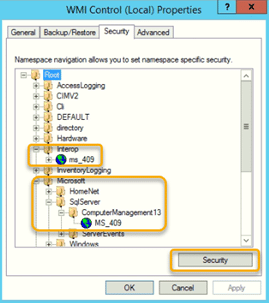 WMI Control (Local) Properties
?
x
General
Backup/Restore
Security
Advanced
Namespace navigation allows you to set namespace specific security.
Root
AccessLogging
CIMV2
Cli
DEFAULT
directory
Hardware
Interop
ms_409
InventoryLogging
Microsoft
HomeNet
SqlServer
ComputerManagement13
MS_409
ServerEvents
Windows
Security
OK
Cancel
Apply